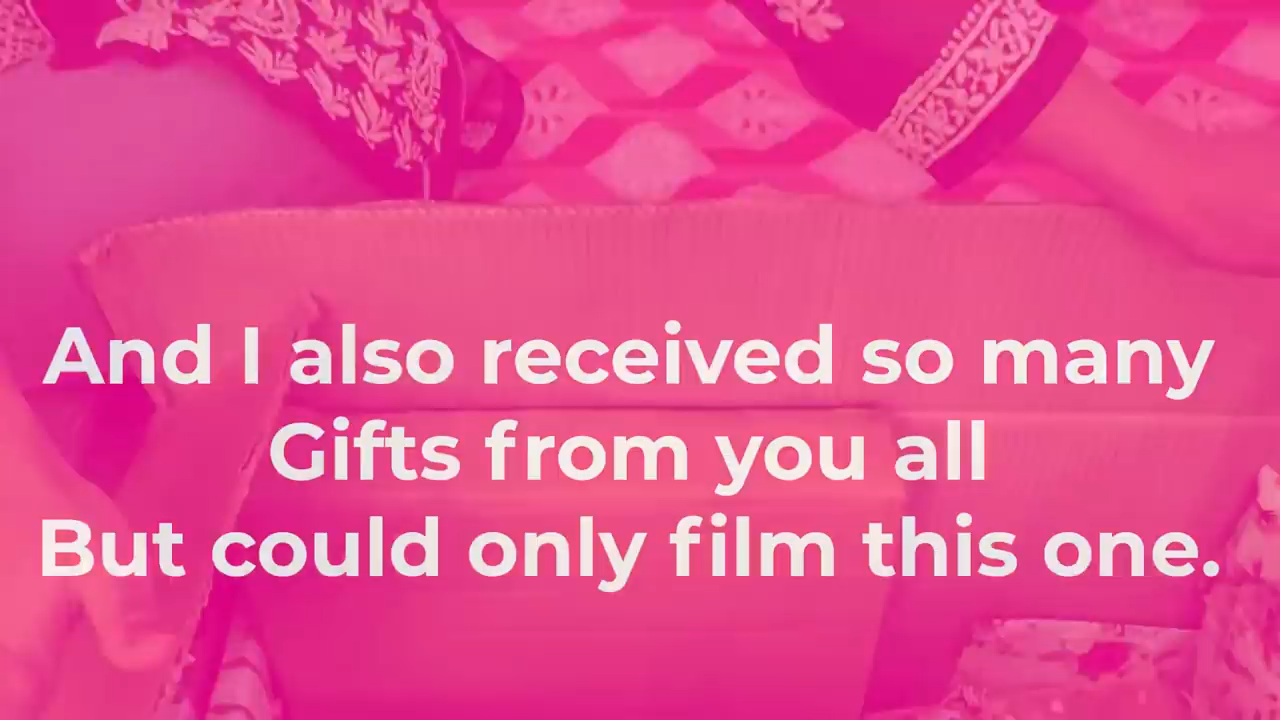 And I also received so many
Gifts from you all
But could only film this one.